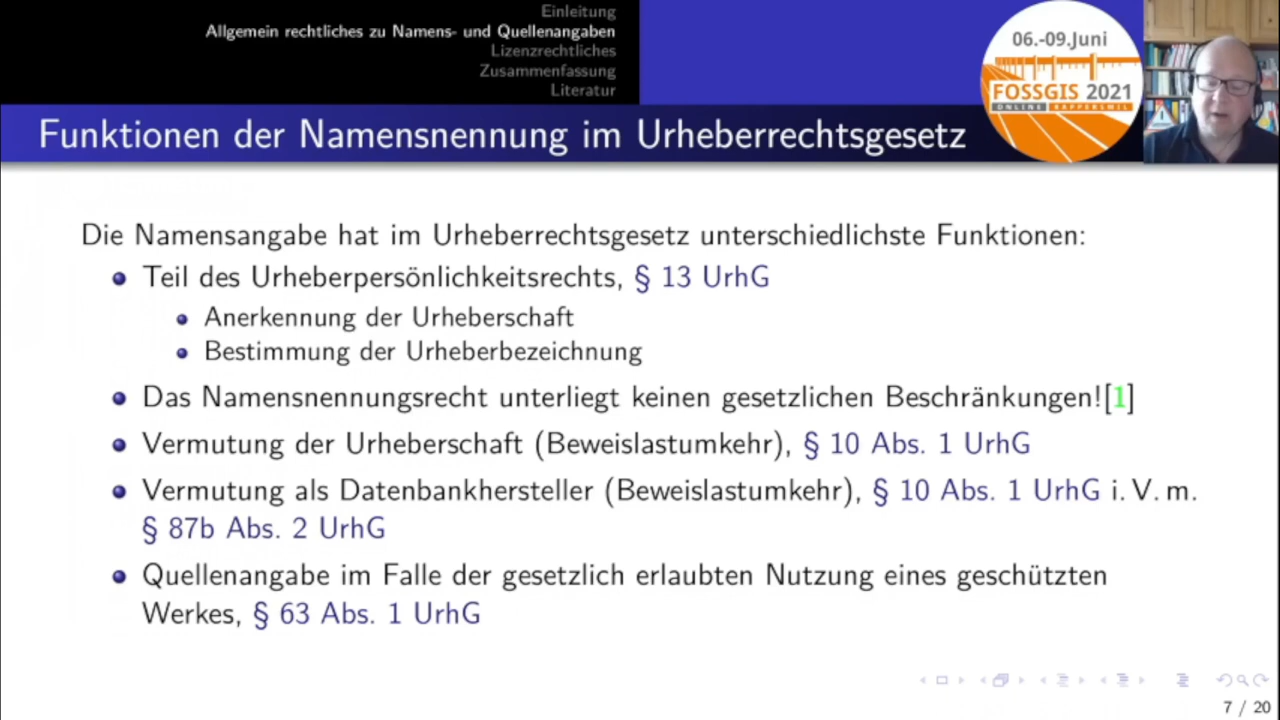 Einleitung
Allgemein rechtliches zu Namens- und Quellenangaben
Lizenzrechtliches
Zusammenfassung
Literatur
06.-09.Juni
FOSSGIS 2021
ONLINE RAPPERSWIL
Funktionen der Namensnennung im Urheberrechtsgesetz
Die Namensangabe hat im Urheberrechtsgesetz unterschiedlichste Funktionen:
Teil des Urheberpersönlichkeitsrechts, § 13 UrhG
Anerkennung der Urheberschaft
Bestimmung der Urheberbezeichnung
Das Namensnennungsrecht unterliegt keinen gesetzlichen Beschränkungen![1]
Vermutung der Urheberschaft (Beweislastumkehr), § 10 Abs. 1 UrhG
Vermutung als Datenbankhersteller (Beweislastumkehr), § 10 Abs. 1 UrhG i. V. m.
§ 87b Abs. 2 UrhG
Quellenangabe im Falle der gesetzlich erlaubten Nutzung eines geschützten
Werkes, § 63 Abs. 1 UrhG
7 / 20